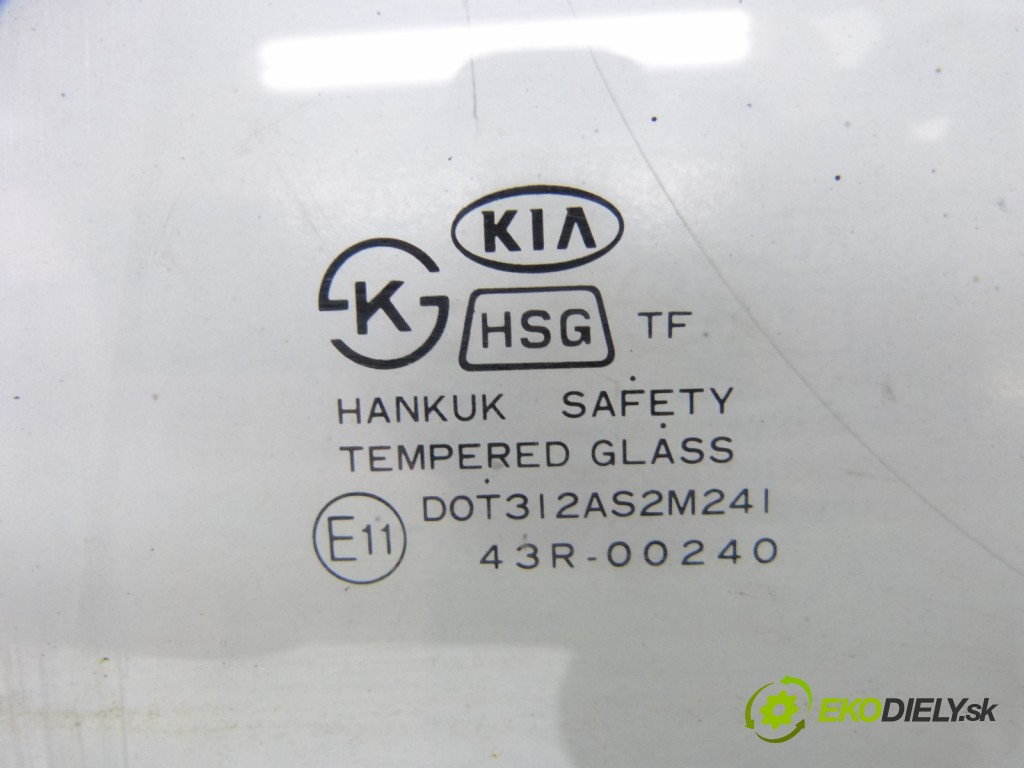 KIA
K
HSG TF
HANKUK SAFETY
TEMPERED GLASS
E11 DOT312AS2M241
43R-00240
EKODIELY.sk